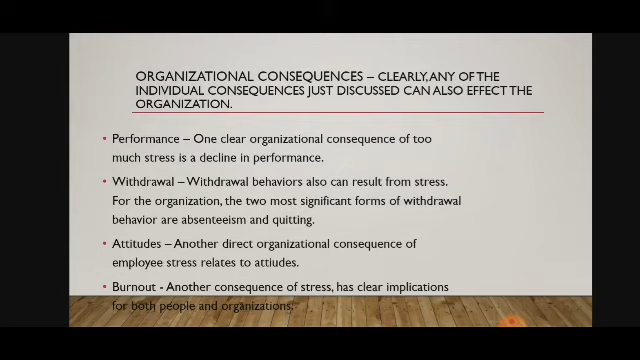 ORGANIZATIONAL CONSEQUENCES – CLEARLY, ANY OF THE
INDIVIDUAL CONSEQUENCES JUST DISCUSSED CAN ALSO EFFECT THE
ORGANIZATION.
• Performance – One clear organizational consequence of too
much stress is a decline in performance.
• Withdrawal – Withdrawal behaviors also can result from stress.
For the organization, the two most significant forms of withdrawal
behavior are absenteeism and quitting.
• Attitudes – Another direct organizational consequence of
employee stress relates to attiudes.
• Burnout - Another consequence of stress, has clear implications
for both people and organizations.